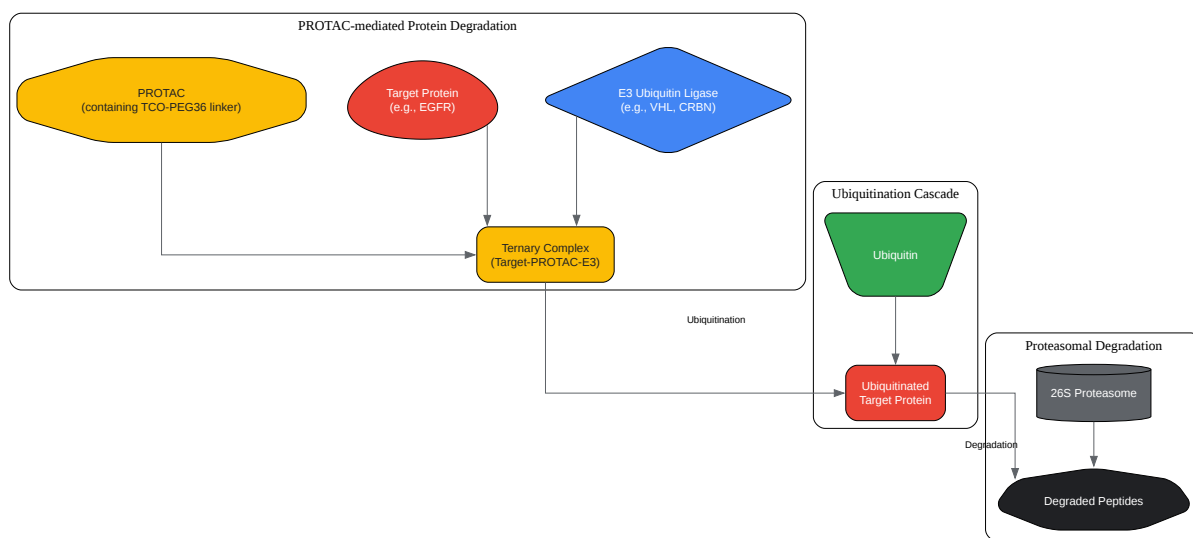 PROTAC-mediated Protein Degradation
PROTAC
(containing TCO-PEG36 linker)
Target Protein
(e.g., EGFR)
E3 Ubiquitin Ligase
(e.g., VHL, CRBN)
Ternary Complex
(Target-PROTAC-E3)
Ubiquitination
Ubiquitination Cascade
Ubiquitin
Ubiquitinated
Target Protein
Degradation
Proteasomal Degradation
26S Proteasome
Degraded Peptides